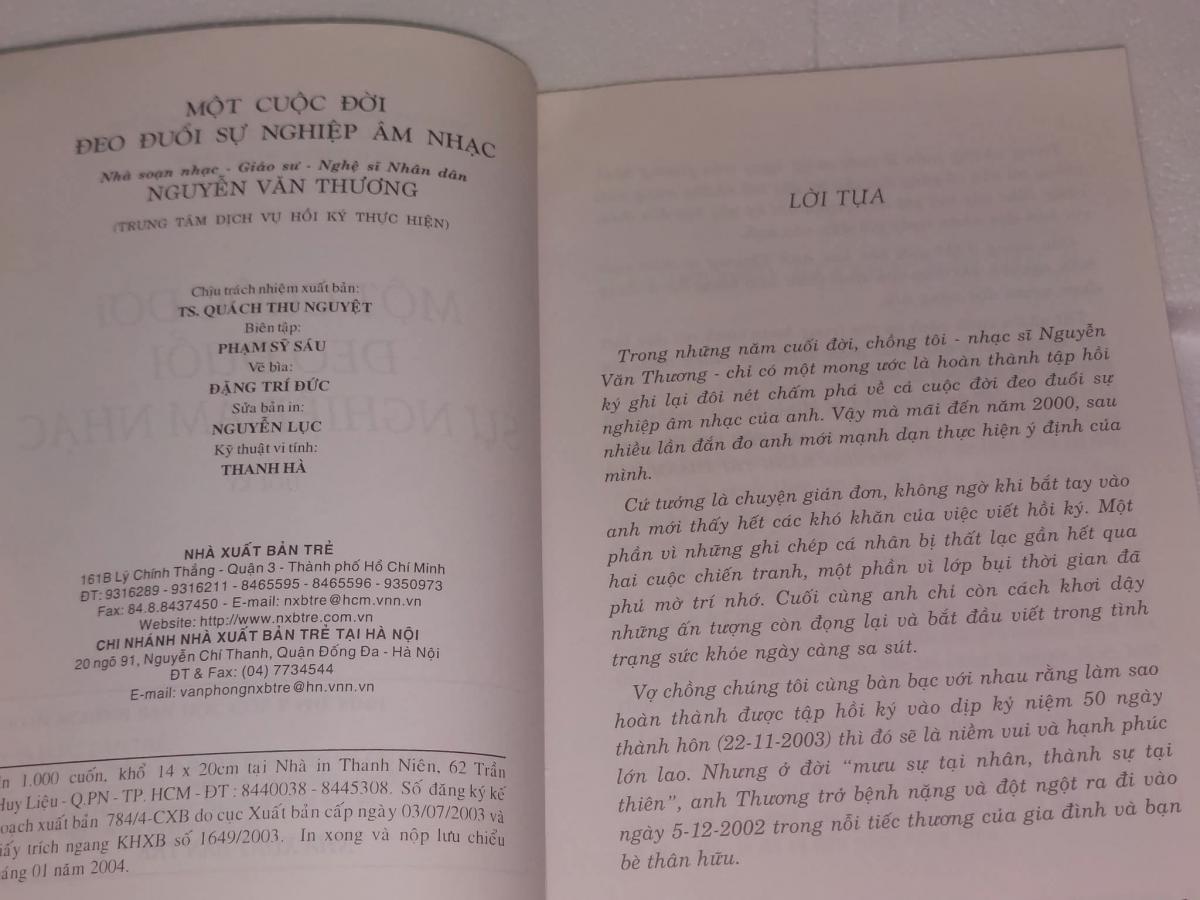 MỘT CUỘC ĐỜI
ĐEO ĐUỔI SỰ NGHIỆP ÂM NHẠC
Nhà soạn nhạc - Giáo sư - Nghệ sĩ Nhân dân
NGUYỄN VĂN THƯƠNG
(TRUNG TÂM DỊCH VỤ HỒI KÝ THỰC HIỆN)
Chịu trách nhiệm xuất bản:
TS. QUÁCH THU NGUYỆT
Biên tập:
PHẠM SỸ SÁU
Vẽ bìa:
ĐẶNG TRÍ ĐỨC
Sửa bản in:
NGUYỄN LỤC
Kỹ thuật vi tính:
THANH HÀ
NHÀ XUẤT BẢN TRẺ
161B Lý Chính Thắng - Quận 3 - Thành phố Hồ Chí Minh
ĐT: 9316289 - 9316211 - 8465595 - 8465596 - 9350973
Fax: 84.8.8437450 - E-mail: nxbtre@hcm.vnn.vn
Website: http://www.nxbtre.com.vn
CHI NHÁNH NHÀ XUẤT BẢN TRẺ TẠI HÀ NỘI
20 ngõ 91, Nguyễn Chí Thanh, Quận Đống Đa - Hà Nội
ĐT & Fax: (04) 7734544
E-mail: vanphongnxbtre@hn.vnn.vn
1.000 cuốn, khổ 14 x 20cm tại Nhà in Thanh Niên, 62 Trần
Huy Liệu - Q.PN - TP. HCM - ĐT : 8440038 - 8445308. Số đăng ký kế
xuất bản 784/4-CXB do cục Xuất bản cấp ngày 03/07/2003 và
trích ngang KHXB số 1649/2003. In xong và nộp lưu chiểu
01 năm 2004.
LỜI TỰA
Trong những năm cuối đời, chồng tôi - nhạc sĩ Nguyễn
Văn Thương - chỉ có một mong ước là hoàn thành tập hồi
ký ghi lại đôi nét chấm phá về cả cuộc đời đeo đuổi sự
nghiệp âm nhạc của anh. Vậy mà mãi đến năm 2000, sau
nhiều lần đắn đo anh mới mạnh dạn thực hiện ý định của
mình.
Cứ tưởng là chuyện giản đơn, không ngờ khi bắt tay vào
anh mới thấy hết các khó khăn của việc viết hồi ký. Một
phần vì những ghi chép cá nhân bị thất lạc gần hết qua
hai cuộc chiến tranh, một phần vì lớp bụi thời gian đã
phủ mờ trí nhớ. Cuối cùng anh chỉ còn cách khơi dậy
những ấn tượng còn đọng lại và bắt đầu viết trong tình
trạng sức khỏe ngày càng sa sút.
Vợ chồng chúng tôi cùng bàn bạc với nhau rằng làm sao
hoàn thành được tập hồi ký vào dịp kỷ niệm 50 ngày
thành hôn (22-11-2003) thì đó sẽ là niềm vui và hạnh phúc
lớn lao. Nhưng ở đời “mưu sự tại nhân, thành sự tại
thiên”, anh Thương trở bệnh nặng và đột ngột ra đi vào
ngày 5-12-2002 trong nỗi tiếc thương của gia đình và bạn
bè thân hữu.